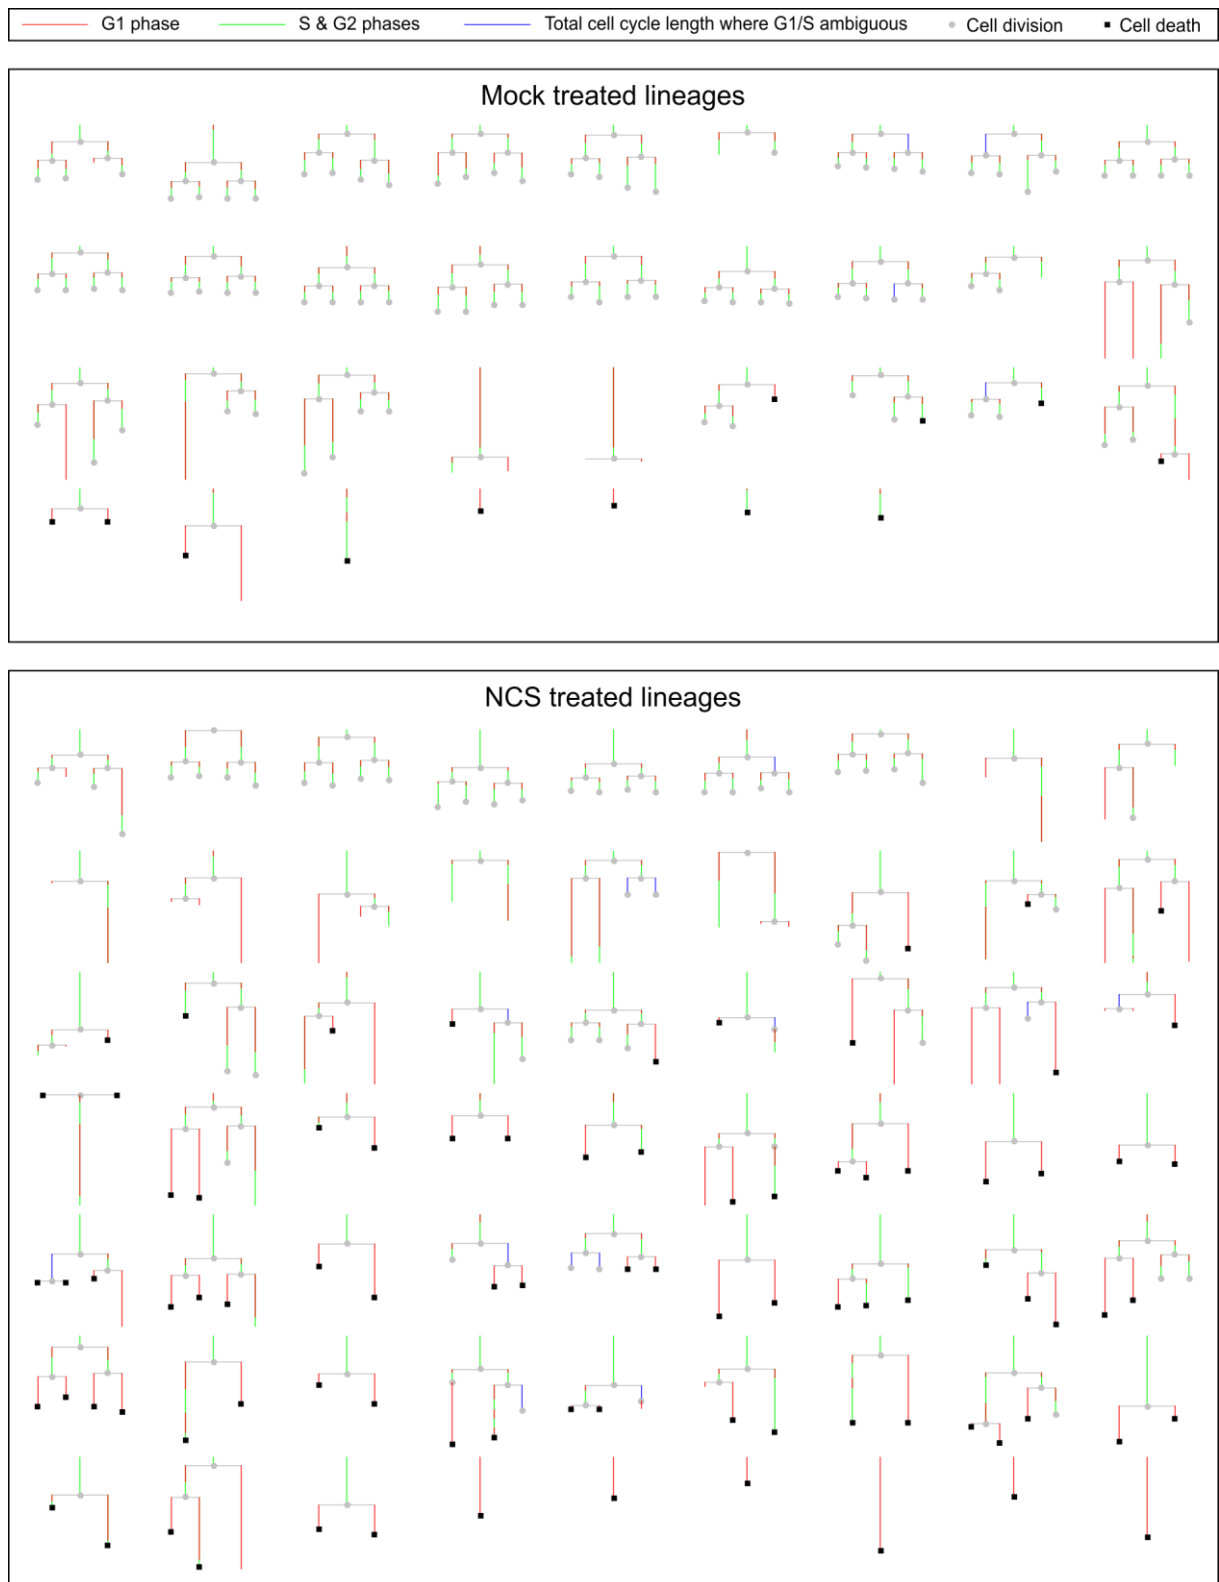 G1 phase S & G2 phases Total cell cycle length where G1/S ambiguous Cell division Cell death
Mock treated lineages
NCS treated lineages